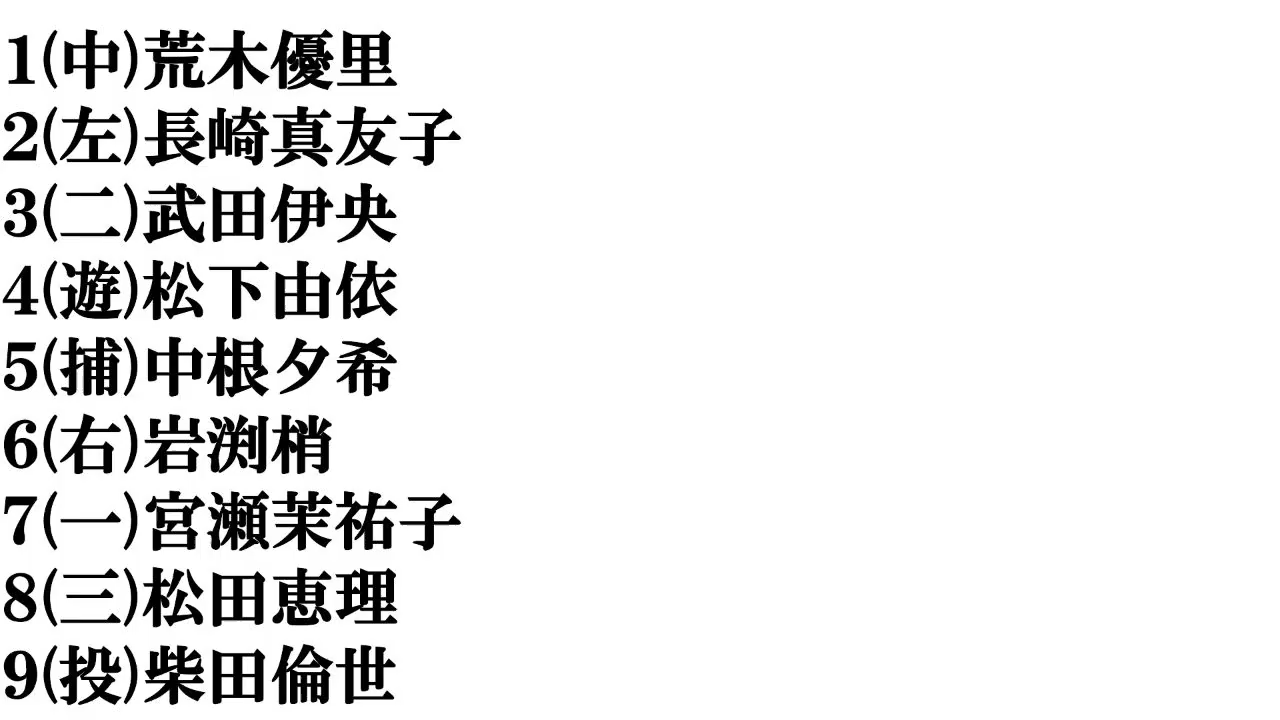 1(中)荒木優里
2(左)長崎真友子
3(二)武田伊央
4(遊)松下由依
5(捕)中根夕希
6(右)岩渕梢
7(一)宮瀬茉祐子
8(三)松田恵理
9(投)柴田倫世